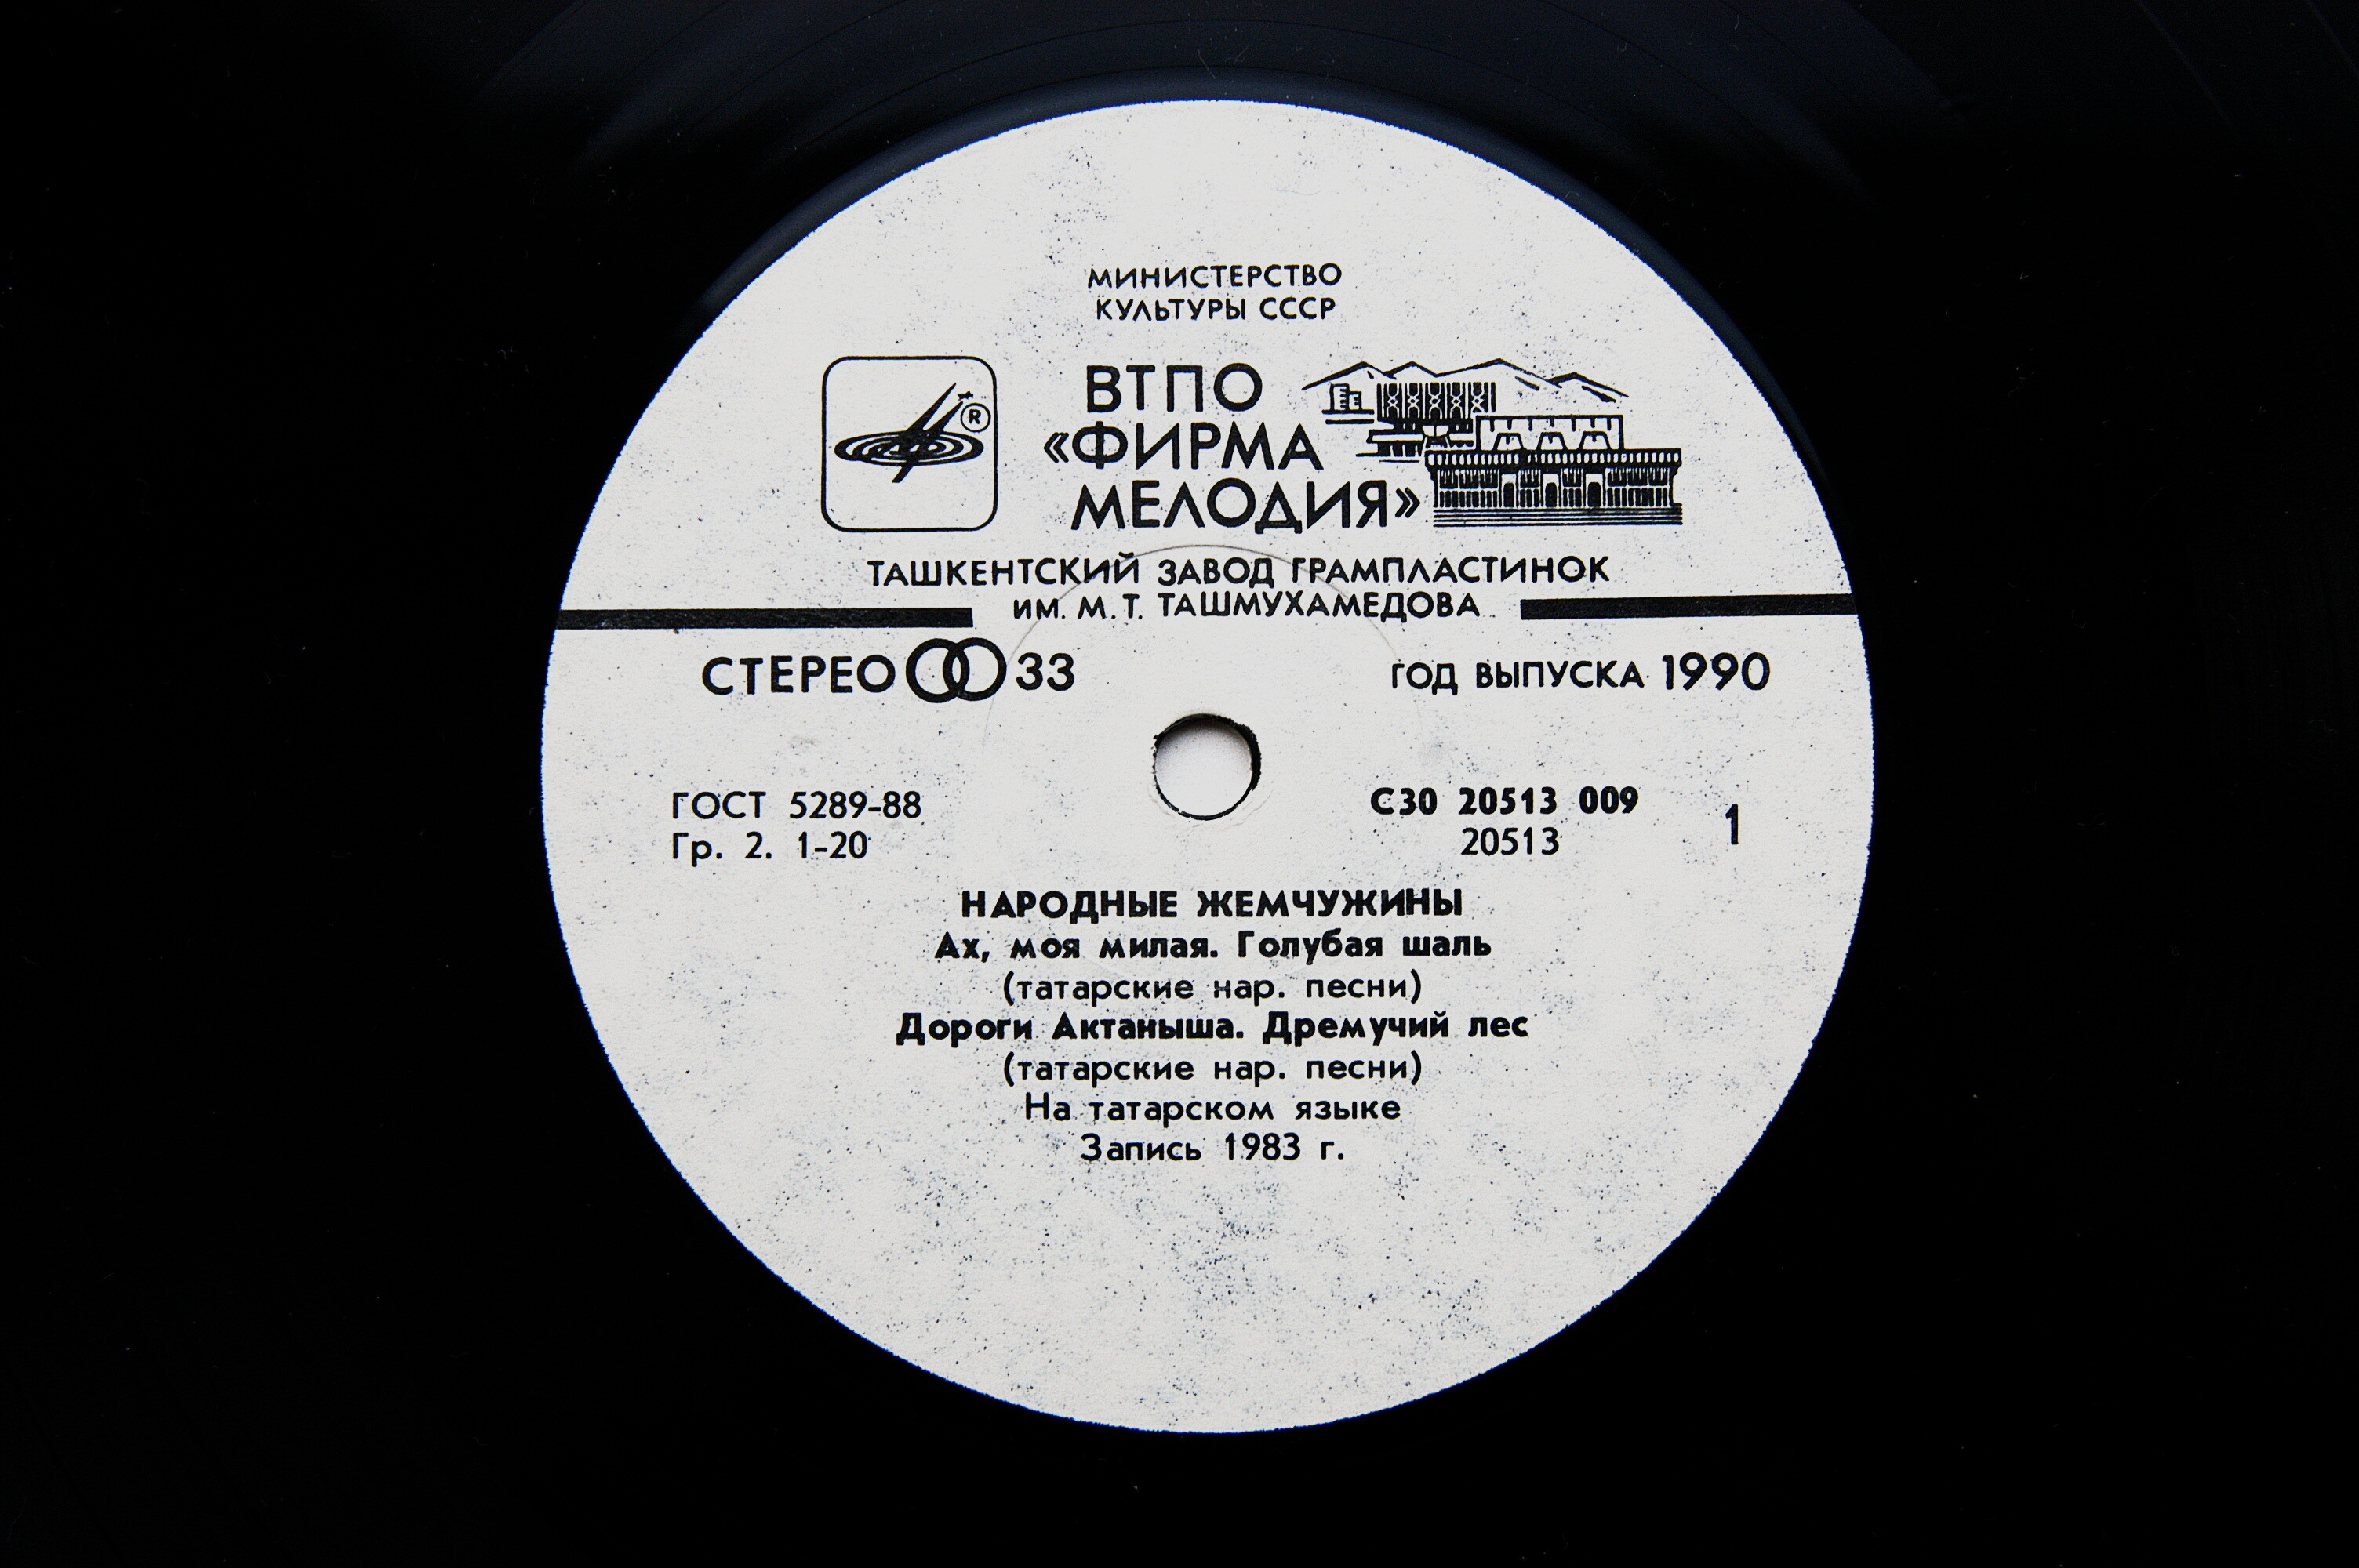 МИНИСТЕРСТВО
КУЛЬТУРЫ СССР
ВТПО
«ФИРМА
МЕЛОДИЯ»
®
ТАШКЕНТСКИЙ ЗАВОД ГРАМПЛАСТИНОК
ИМ. М. Т. ТАШМУХАМЕДОВА
СТЕРЕО 33
ГОД ВЫПУСКА 1990
ГОСТ 5289-88
Гр. 2. 1-20
С30 20513 009
20513
1
НАРОДНЫЕ ЖЕМЧУЖИНЫ
Ах, моя милая. Голубая шаль
(татарские нар. песни)
Дороги Актаныша. Дремучий лес
(татарские нар. песни)
На татарском языке
Запись 1983 г.